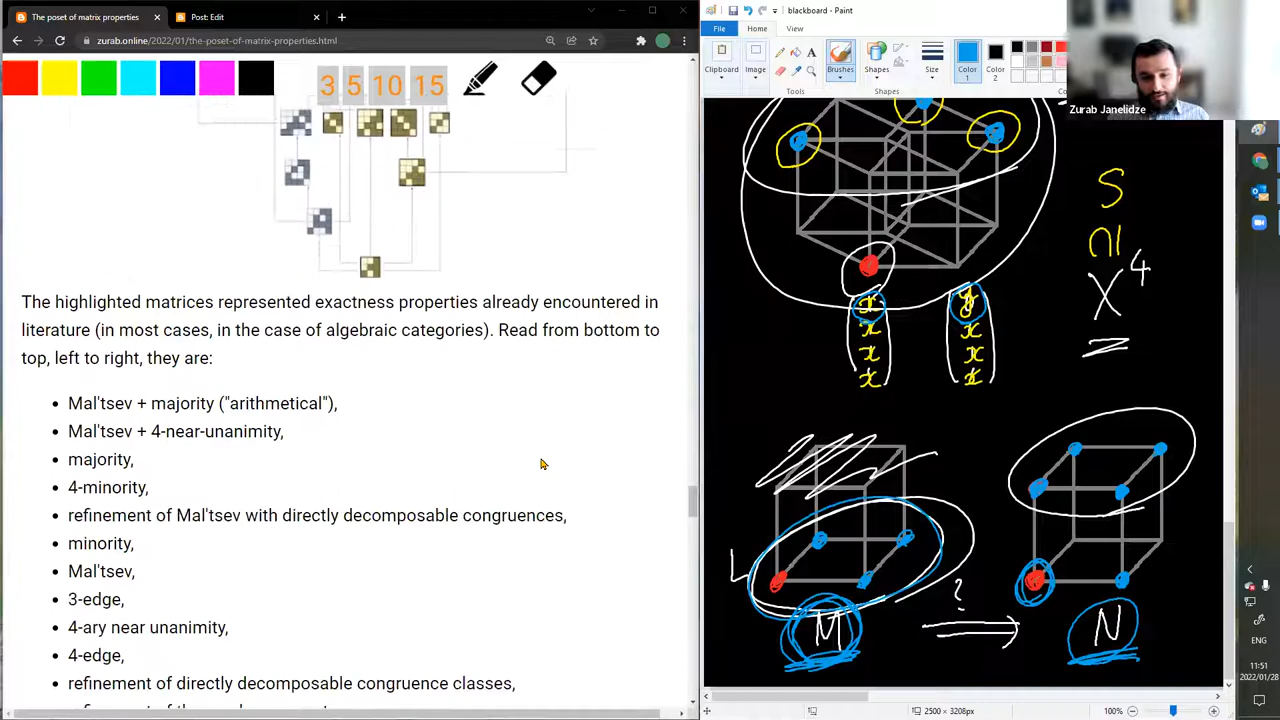 The poset of matrix properties
Post: Edit
zurab.online/2022/01/the-poset-of-matrix-properties.html
3 5 10 15
The highlighted matrices represented exactness properties already encountered in
literature (in most cases, in the case of algebraic categories). Read from bottom to
top, left to right, they are:
Mal'tsev + majority ("arithmetical"),
Mal'tsev + 4-near-unanimity,
majority,
4-minority,
refinement of Mal'tsev with directly decomposable congruences,
minority,
Mal'tsev,
3-edge,
4-ary near unanimity,
4-edge,
refinement of directly decomposable congruence classes,
blackboard - Paint
File Home View
Clipboard
Image
Tools
Brushes
Shapes
Size
Color 1
Color 2
Shapes
Zurab Janelidze
S
X 4
x y
x x
x x
x x
M
?
N
2500 × 3208px
100%
ENG
11:51
2022/01/28